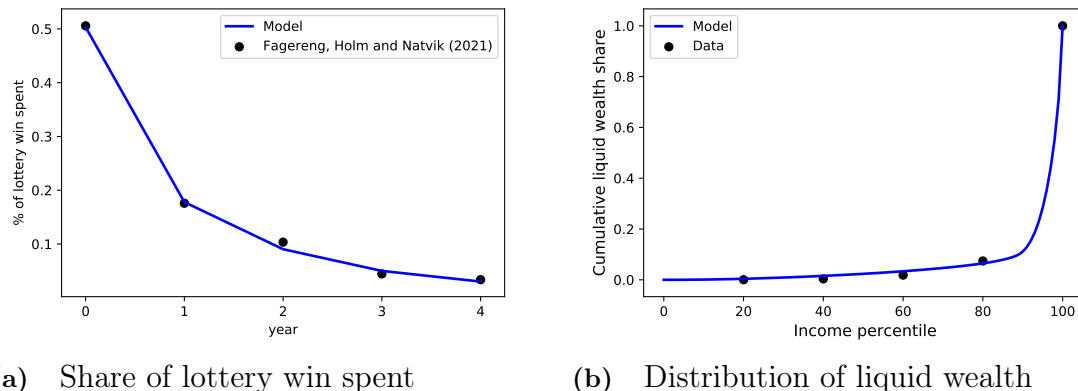 0.5
0.4
0.3
0.2
0.1
% of lottery win spent
Model
Fagereng, Holm and Natvik (2021)
0 1 2 3 4
year
1.0
0.8
0.6
0.4
0.2
0.0
Cumulative liquid wealth share
Model
Data
0 20 40 60 80 100
Income percentile
) Share of lottery win spent
(b) Distribution of liquid wealth